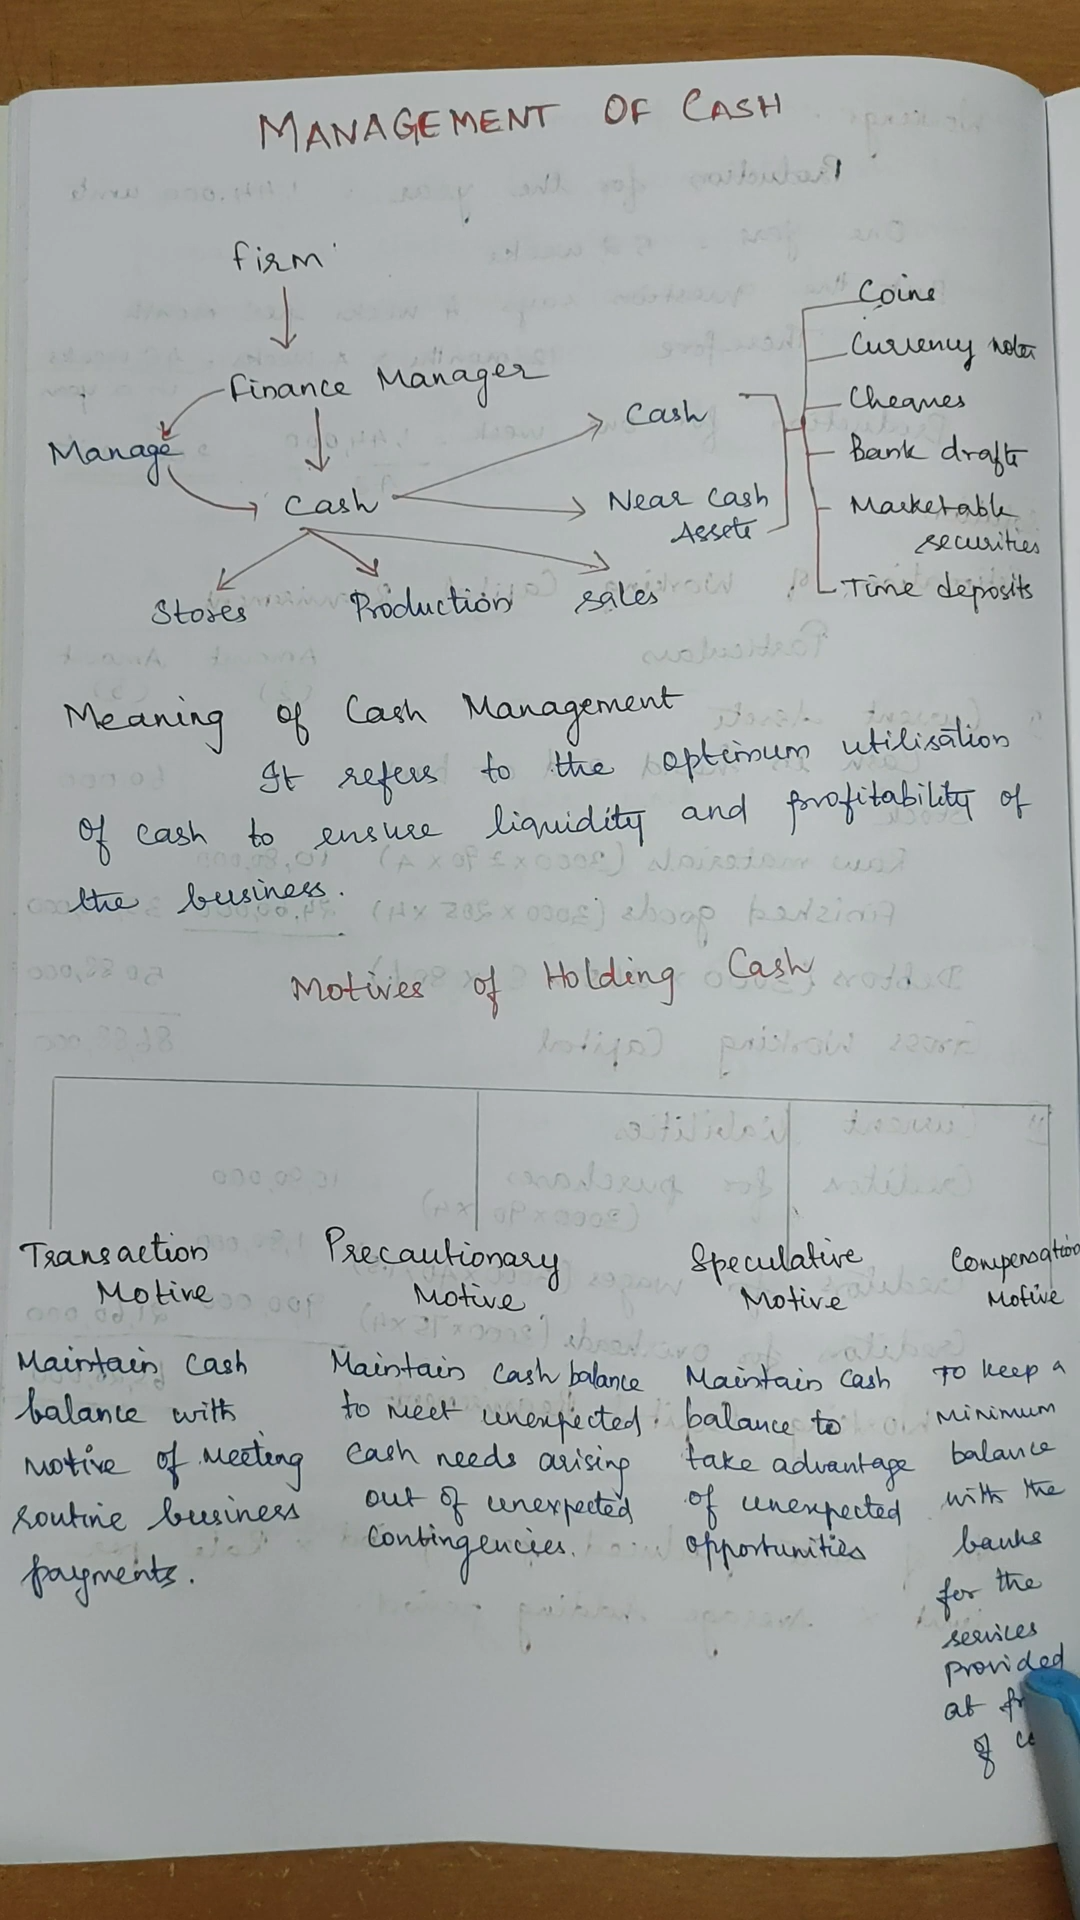 MANAGEMENT OF CASH
Firm
Finance Manager
Manage
Cash
Cash
Near Cash
Assets
Coins
Currency notes
Cheques
Bank drafts
Marketable
securities
Time deposits
Stores
Production
sales
Meaning of Cash Management
It refers to the optimum utilisation
of cash to ensure liquidity and profitability of
the business.
Motives of Holding Cash
Transaction
Motive
Maintain cash
balance with
motive of meeting
routine business
payments.
Precautionary
Motive
Maintain cash balance
to meet unexpected
cash needs arising
out of unexpected
contingencies.
Speculative
Motive
Maintain cash
balance to
take advantage
of unexpected
opportunities
Compensation
Motive
To keep a
minimum
balance
with the
banks
for the
services
provided
at
of